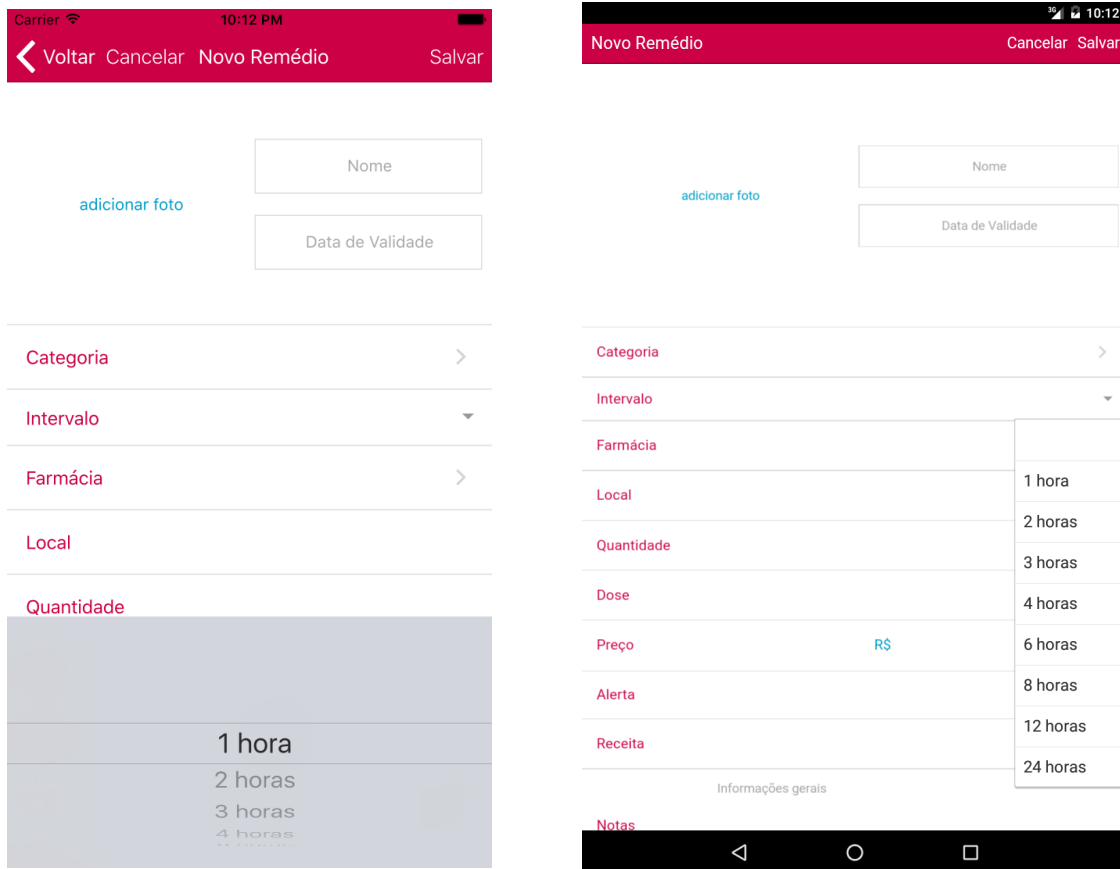 Carrier 10:12 PM
Voltar Cancelar Novo Remédio Salvar
Nome
adicionar foto
Data de Validade
Categoria
Intervalo
Farmácia
Local
Quantidade
1 hora
2 horas
3 horas
4 horas
3G 10:12
Novo Remédio Cancelar Salvar
Nome
adicionar foto
Data de Validade
Categoria
Intervalo
Farmácia
1 hora
Local
2 horas
Quantidade
3 horas
Dose
4 horas
Preço R$ 6 horas
Alerta
8 horas
12 horas
Receita
24 horas
Informações gerais
Notas